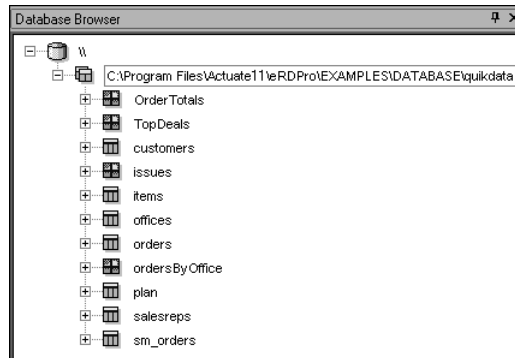 Database Browser
\\
C:\Program Files\Actuate11\eRDPro\EXAMPLES\DATABASE\quikdata
OrderTotals
TopDeals
customers
issues
items
offices
orders
ordersByOffice
plan
salesreps
sm_orders